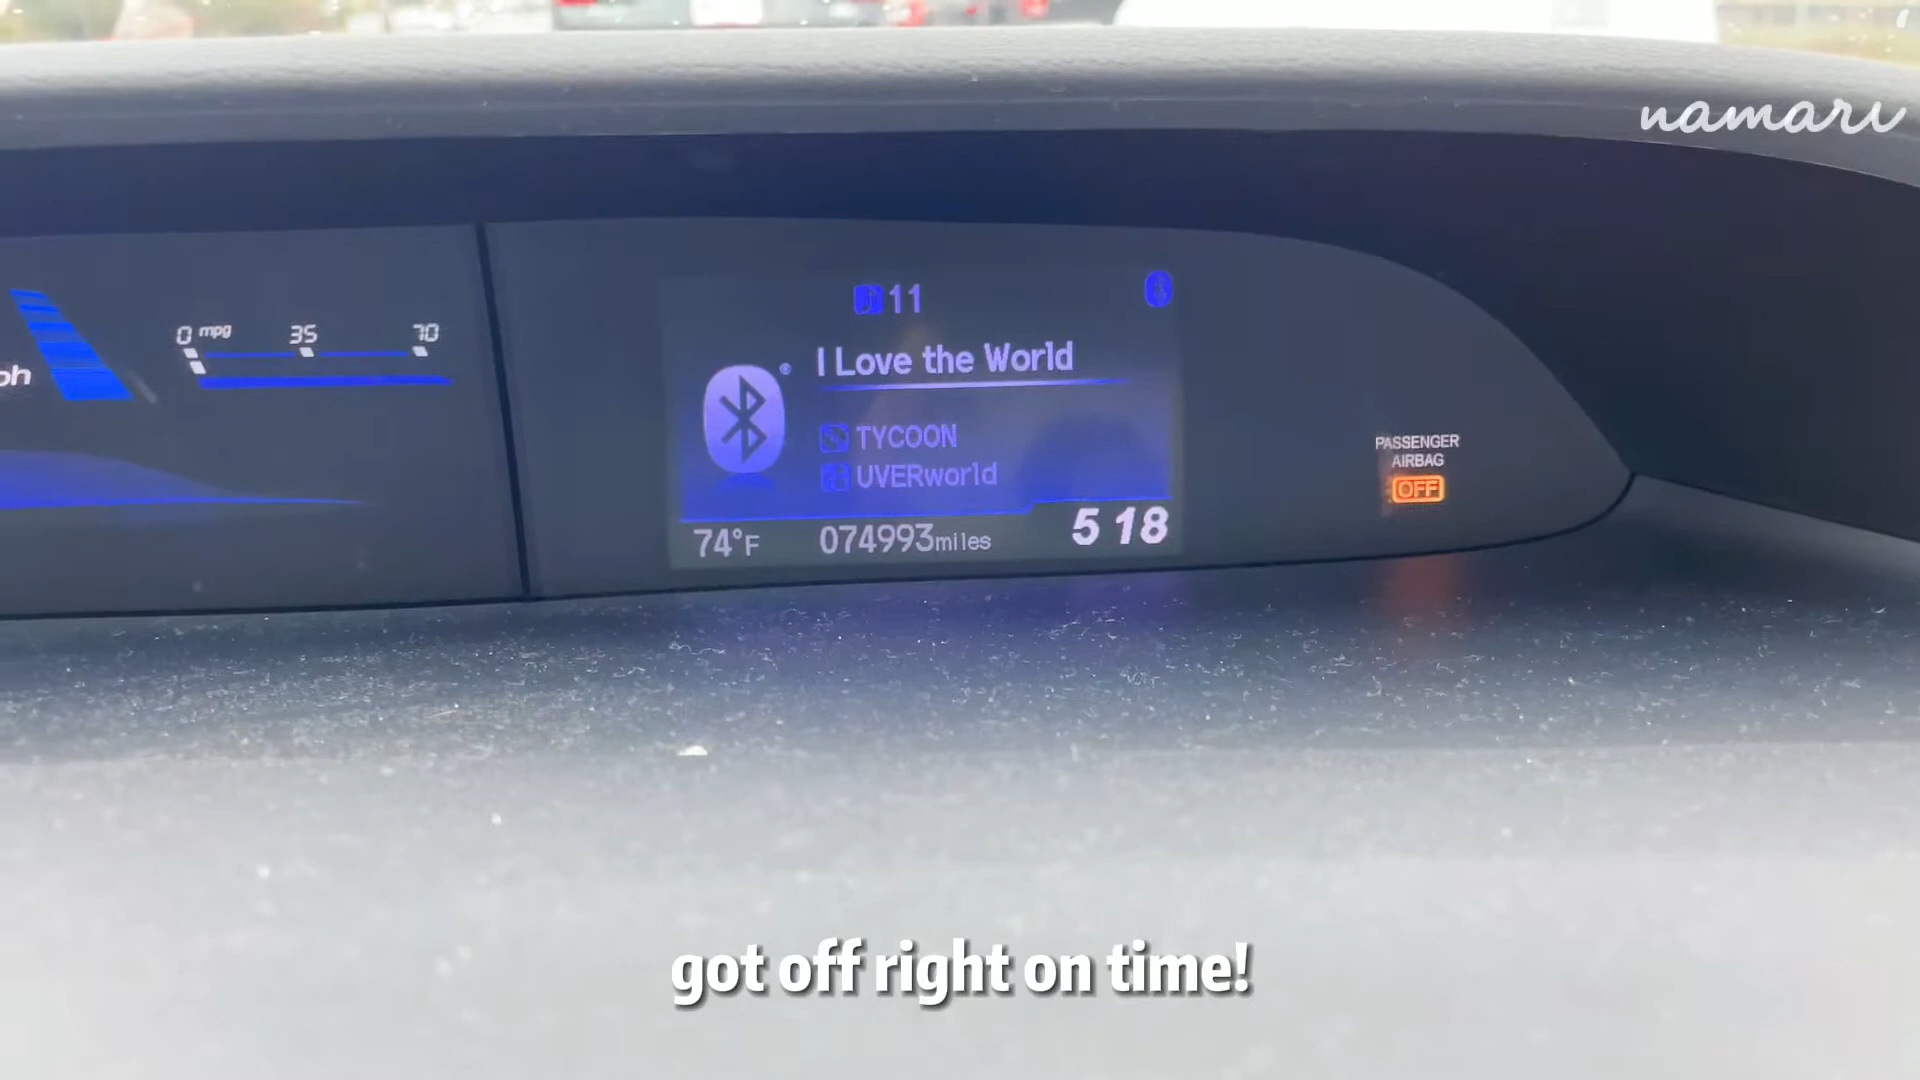 namari
ph
0 mpg 35 70
11
I Love the World
TYCOON
UVERworld
74°F 074993miles 5 18
PASSENGER
AIRBAG
OFF
got off right on time!